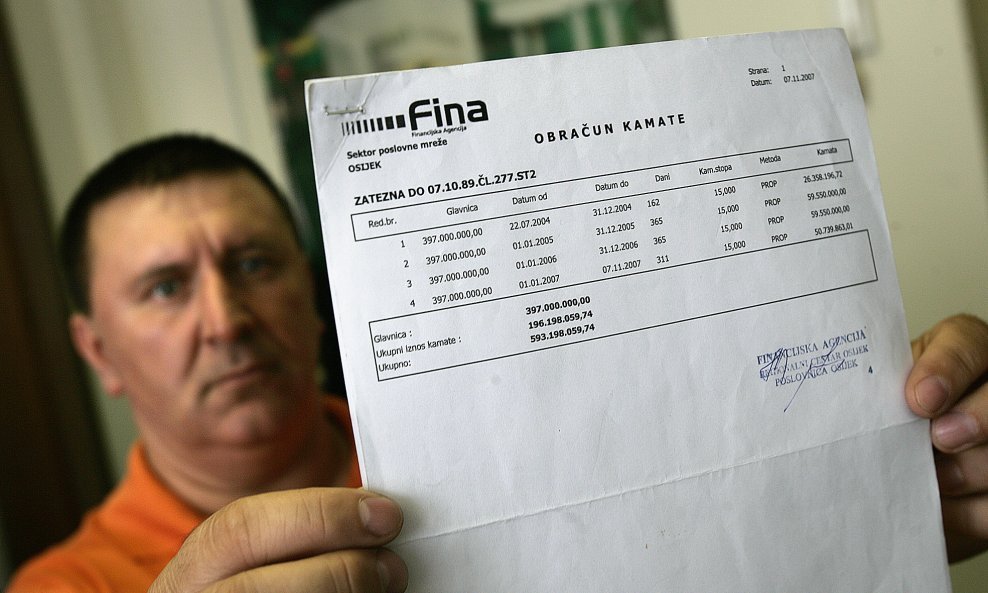 Strana: 1
Datum: 07.11.2007
Fina
Financijska Agencija
Sektor poslovne mreže
OSIJEK
OBRAČUN KAMATE
ZATEZNA DO 07.10.89.ČL.277.ST2
Red.br. Glavnica Datum od Datum do Dani Kam.stopa Metoda Kamata
1 397.000.000,00 22.07.2004 31.12.2004 162 15,000 PROP 26.358.196,72
2 397.000.000,00 01.01.2005 31.12.2005 365 15,000 PROP 59.550.000,00
3 397.000.000,00 01.01.2006 31.12.2006 365 15,000 PROP 59.550.000,00
4 397.000.000,00 01.01.2007 07.11.2007 311 15,000 PROP 50.739.863,01
Glavnica : 397.000.000,00
Ukupni iznos kamate : 196.198.059,74
Ukupno: 593.198.059,74
FINANCIJSKA AGENCIJA
REGIONALNI CENTAR OSIJEK
POSLOVNICA OSIJEK 4